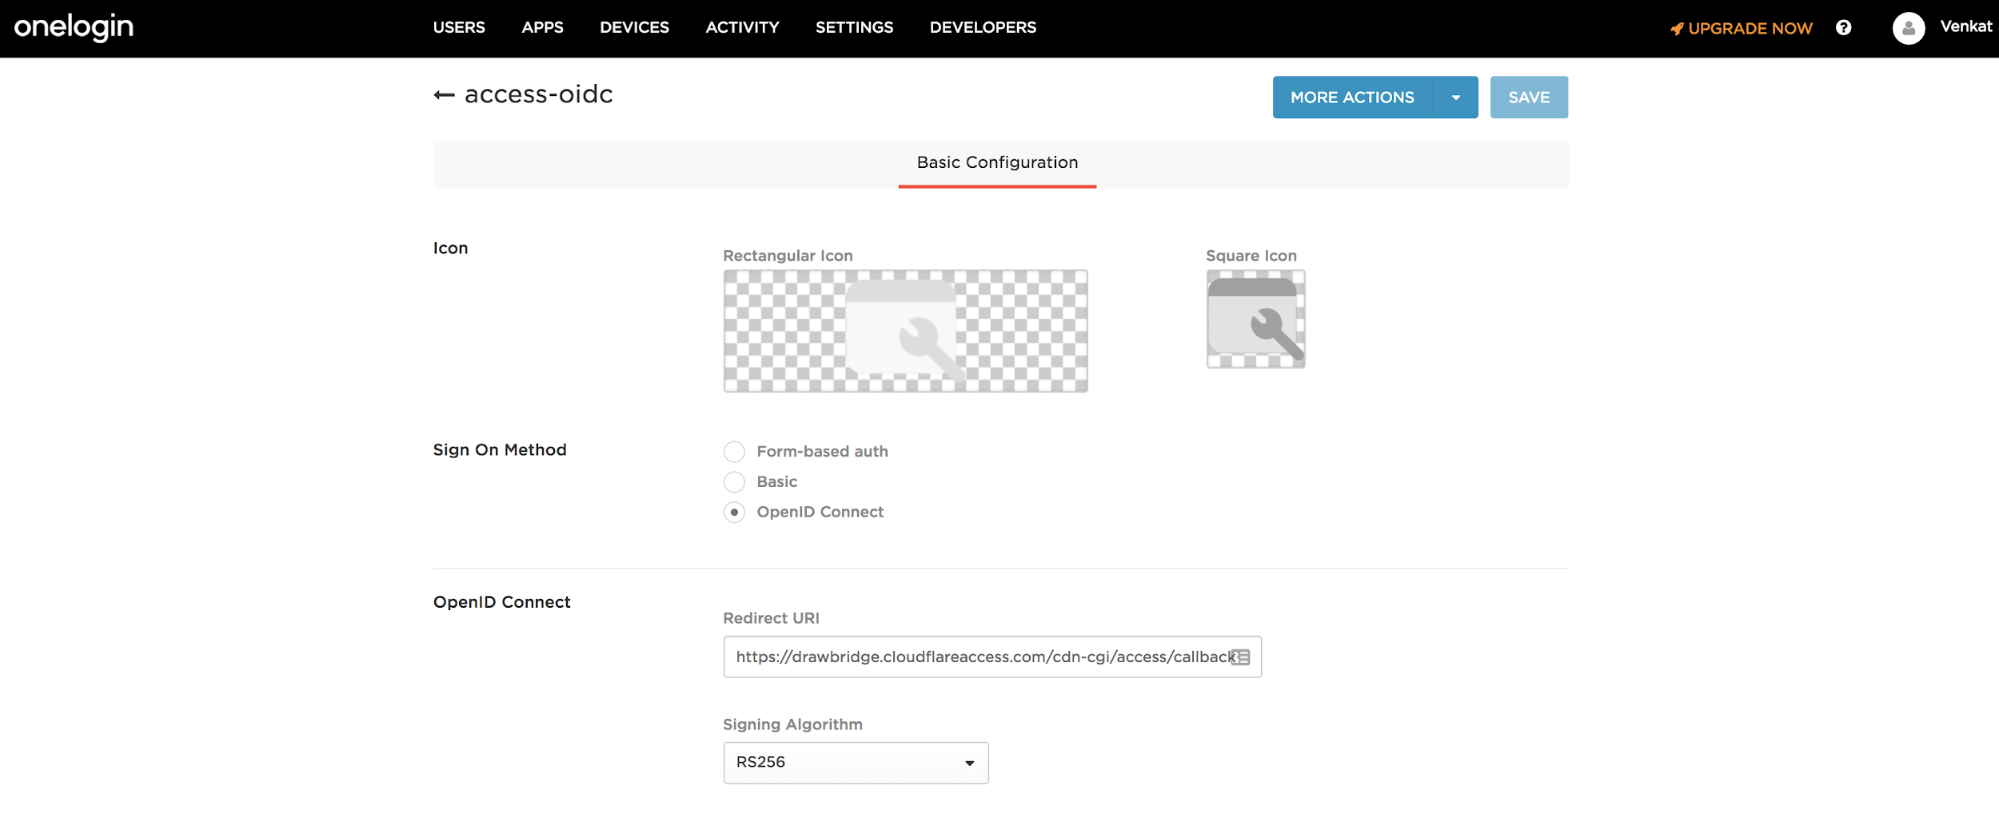 onelogin
USERS APPS DEVICES ACTIVITY SETTINGS DEVELOPERS UPGRADE NOW ? Venkat
← access-oidc MORE ACTIONS SAVE
Basic Configuration
Icon
Rectangular Icon Square Icon
Sign On Method
Form-based auth
Basic
OpenID Connect
OpenID Connect
Redirect URI
https://drawbridge.cloudflareaccess.com/cdn-cgi/access/callback
Signing Algorithm
RS256